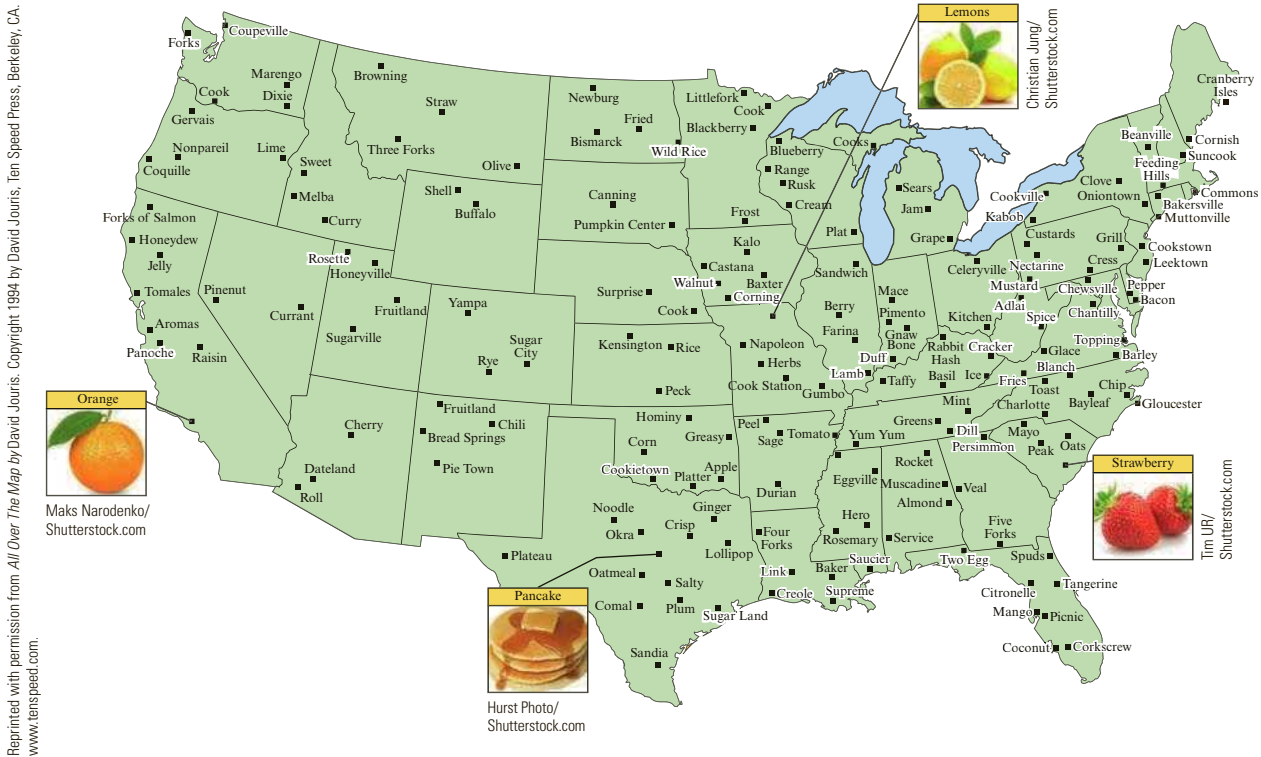 Reprinted with permission from All Over The Map by David Jouris. Copyright 1994 by David Jouris, Ten Speed Press, Berkeley, CA.
www.tenspeed.com.
Lemons
Christian Jung/
Shutterstock.com
Coupeville
Forks
Marengo
Dixie
Cook
Gervais
Nonpareil
Coquille
Lime
Browning
Straw
Three Forks
Olive
Sweet
Melba
Curry
Shell
Buffalo
Newburg
Fried
Bismarck
Wild Rice
Canning
Pumpkin Center
Littlefork
Cook
Blackberry
Frost
Blueberry
Range
Rusk
Cream
Plat
Cooks
Sears
Jam
Grape
Cranberry
Isles
Beanville
Cornish
Suncook
Feeding
Hills
Clove
Oniontown
Commons
Bakersville
Muttonville
Cookville
Kabob
Custards
Grill
Cress
Cookstown
Leektown
Nectarine
Mustard
Chewsville
Pepper
Bacon
Adlai
Chantilly
Spice
Topping
Barley
Glace
Blanch
Forks of Salmon
Honeydew
Jelly
Tomales
Aromas
Panoche
Raisin
Pinenut
Rosette
Honeyville
Currant
Sugarville
Fruitland
Yampa
Sugar
City
Rye
Surprise
Cook
Kalo
Castana
Walnut
Baxter
Corning
Sandwich
Berry
Farina
Mace
Pimento
Gnaw
Bone
Duff
Lamb
Celeryville
Kitchen
Rabbit
Hash
Cracker
Basil
Ice
Taffy
Kensington
Rice
Peck
Napoleon
Herbs
Cook Station
Gumbo
Fries
Toast
Charlotte
Bayleaf
Chip
Gloucester
Mint
Greens
Dill
Persimmon
Mayo
Peak
Oats
Orange
Maks Narodenko/
Shutterstock.com
Cherry
Dateland
Roll
Fruitland
Chili
Bread Springs
Pie Town
Hominy
Greasy
Corn
Cookietown
Platter
Apple
Peel
Sage
Tomato
Durian
Yum Yum
Eggville
Hero
Rosemary
Rocket
Muscadine
Almond
Service
Veal
Five
Forks
Strawberry
Tim UR/
Shutterstock.com
Noodle
Okra
Crisp
Ginger
Lollipop
Plateau
Oatmeal
Salty
Comal
Plum
Sugar Land
Sandia
Four
Forks
Link
Creole
Baker
Saucier
Supreme
Two Egg
Spuds
Citronelle
Tangerine
Mango
Picnic
Coconut
Corkscrew
Pancake
Hurst Photo/
Shutterstock.com